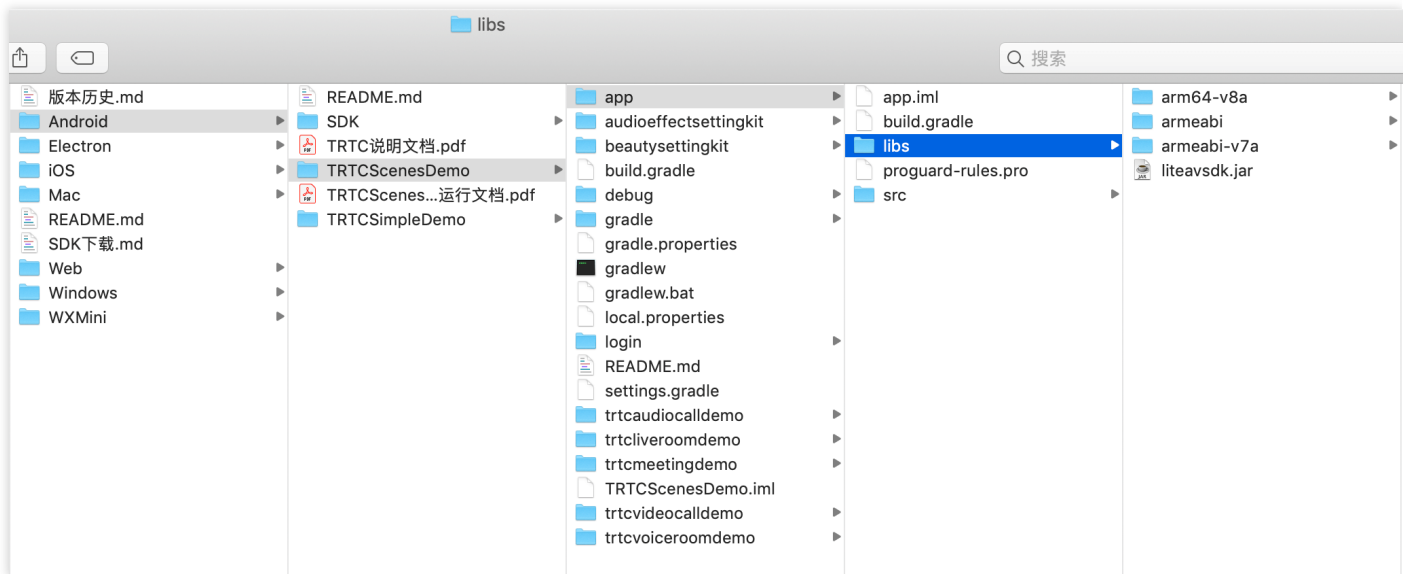 libs
搜索
版本历史.md
Android
Electron
iOS
Mac
README.md
SDK下载.md
Web
Windows
WXMini
README.md
SDK
TRTC说明文档.pdf
TRTCScenesDemo
TRTCScenes...运行文档.pdf
TRTCSimpleDemo
app
audioeffectsettingkit
beautysettingkit
build.gradle
debug
gradle
gradle.properties
gradlew
gradlew.bat
local.properties
login
README.md
settings.gradle
trtcaudiocalldemo
trtcliveroomdemo
trtcmeetingdemo
TRTCScenesDemo.iml
trtcvideocalldemo
trtcvoiceroomdemo
app.iml
build.gradle
libs
proguard-rules.pro
src
arm64-v8a
armeabi
armeabi-v7a
liteavsdk.jar